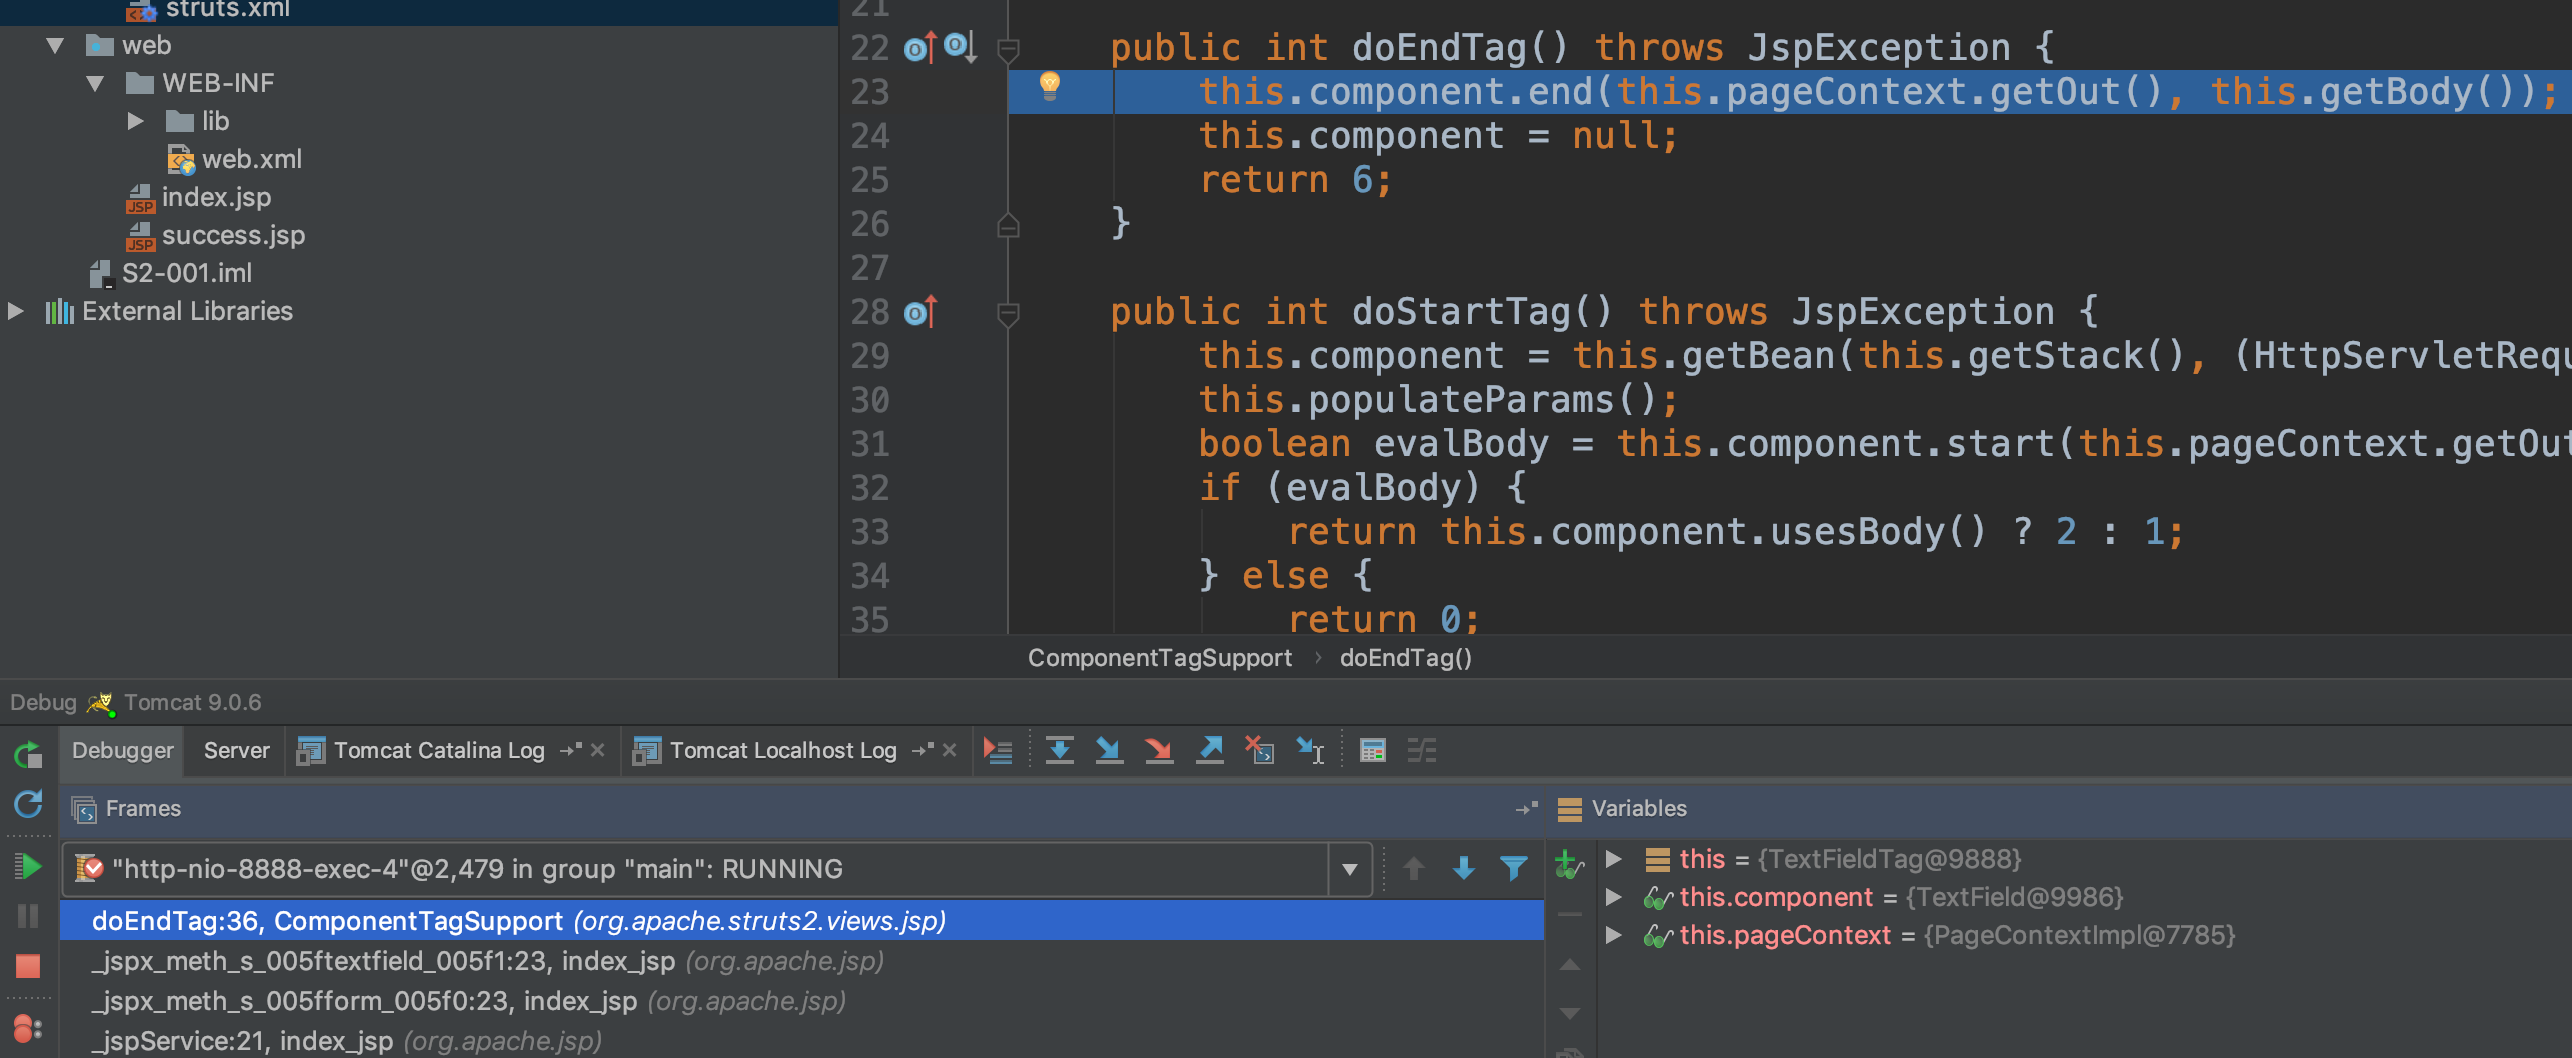 struts.xml
web
WEB-INF
lib
web.xml
index.jsp
success.jsp
S2-001.iml
External Libraries
21
22 public int doEndTag() throws JspException {
23 this.component.end(this.pageContext.getOut(), this.getBody());
24 this.component = null;
25 return 6;
26 }
27
28 public int doStartTag() throws JspException {
29 this.component = this.getBean(this.getStack(), (HttpServletRequ
30 this.populateParams();
31 boolean evalBody = this.component.start(this.pageContext.getOut
32 if (evalBody) {
33 return this.component.usesBody() ? 2 : 1;
34 } else {
35 return 0;
ComponentTagSupport › doEndTag()
Debug Tomcat 9.0.6
Debugger Server Tomcat Catalina Log Tomcat Localhost Log
Frames
"http-nio-8888-exec-4"@2,479 in group "main": RUNNING
doEndTag:36, ComponentTagSupport (org.apache.struts2.views.jsp)
_jspx_meth_s_005ftextfield_005f1:23, index_jsp (org.apache.jsp)
_jspx_meth_s_005fform_005f0:23, index_jsp (org.apache.jsp)
_jspService:21, index_jsp (org.apache.jsp)
Variables
this = {TextFieldTag@9888}
this.component = {TextField@9986}
this.pageContext = {PageContextImpl@7785}